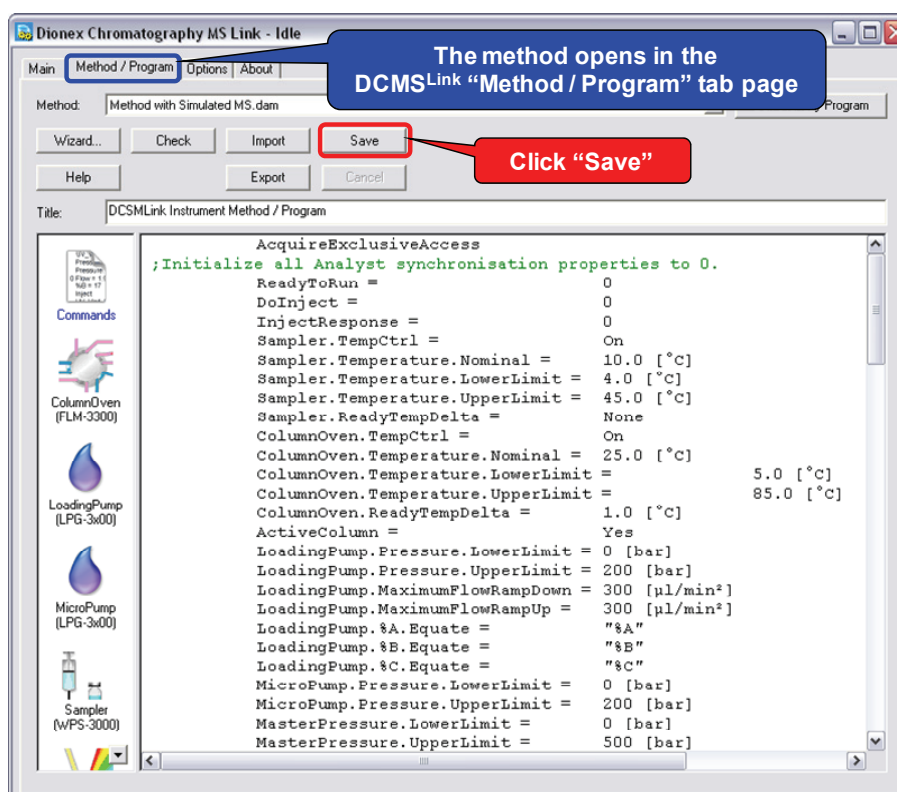 Dionex Chromatography MS Link - Idle
The method opens in the
DCMSLink “Method / Program” tab page
Main Method / Program Options About
Method: Method with Simulated MS.dam Program
Wizard... Check Import Save
Click “Save”
Help Export Cancel
Title: DCSMLink Instrument Method / Program
Commands
ColumnOven
(FLM-3300)
LoadingPump
(LPG-3x00)
MicroPump
(LPG-3x00)
Sampler
(WPS-3000)
AcquireExclusiveAccess
;Initialize all Analyst synchronisation properties to 0.
ReadyToRun = 0
DoInject = 0
InjectResponse = 0
Sampler.TempCtrl = On
Sampler.Temperature.Nominal = 10.0 [°C]
Sampler.Temperature.LowerLimit = 4.0 [°C]
Sampler.Temperature.UpperLimit = 45.0 [°C]
Sampler.ReadyTempDelta = None
ColumnOven.TempCtrl = On
ColumnOven.Temperature.Nominal = 25.0 [°C]
ColumnOven.Temperature.LowerLimit = 5.0 [°C]
ColumnOven.Temperature.UpperLimit = 85.0 [°C]
ColumnOven.ReadyTempDelta = 1.0 [°C]
ActiveColumn = Yes
LoadingPump.Pressure.LowerLimit = 0 [bar]
LoadingPump.Pressure.UpperLimit = 200 [bar]
LoadingPump.MaximumFlowRampDown = 300 [µl/min²]
LoadingPump.MaximumFlowRampUp = 300 [µl/min²]
LoadingPump.%A.Equate = "%A"
LoadingPump.%B.Equate = "%B"
LoadingPump.%C.Equate = "%C"
MicroPump.Pressure.LowerLimit = 0 [bar]
MicroPump.Pressure.UpperLimit = 200 [bar]
MasterPressure.LowerLimit = 0 [bar]
MasterPressure.UpperLimit = 500 [bar]